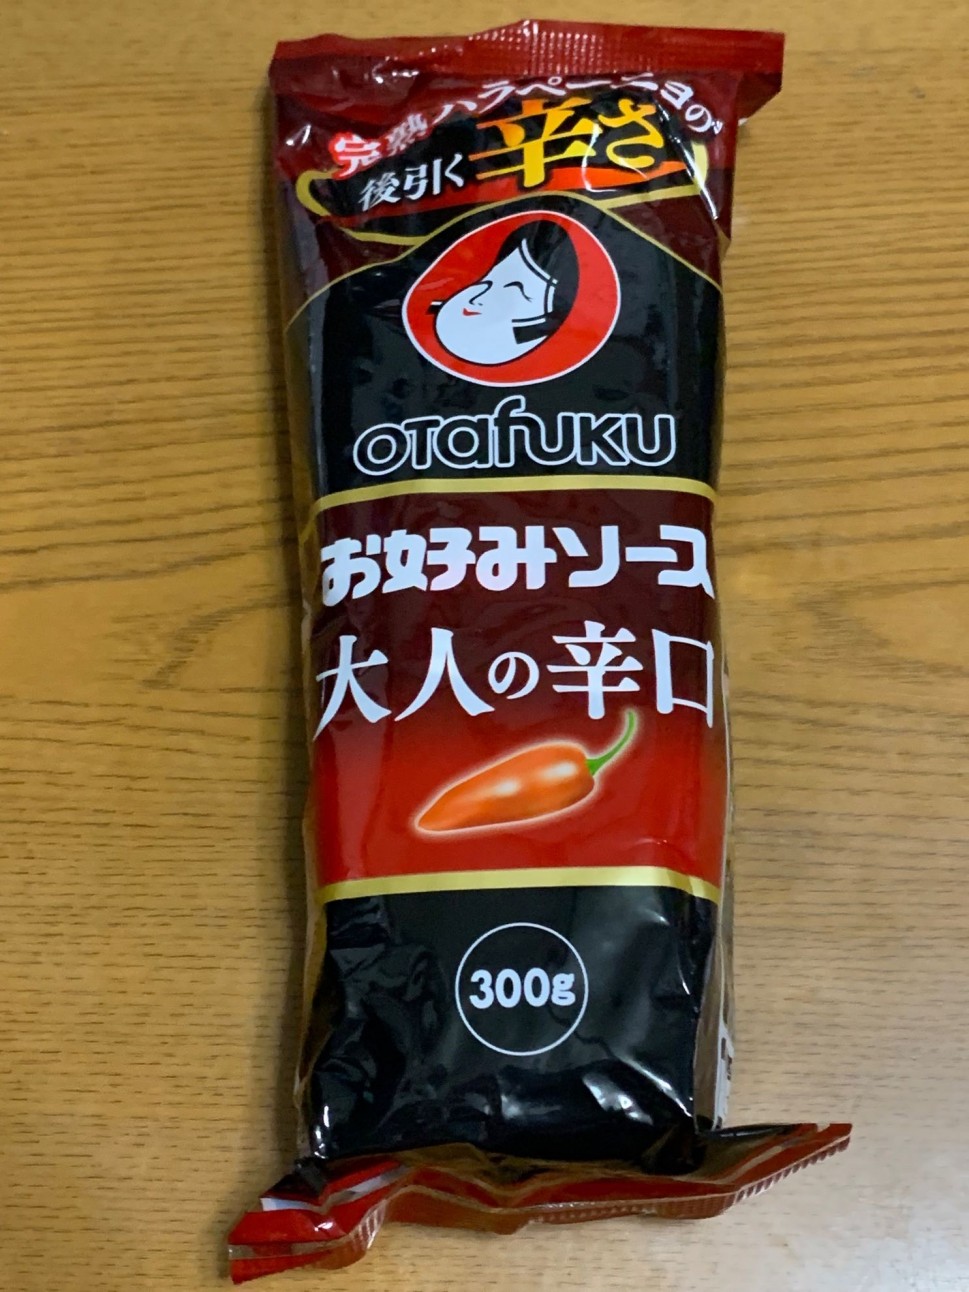 完熟ハラペーニョの
後引く辛さ
OTafUKU
お好みソース
大人の辛口
300g